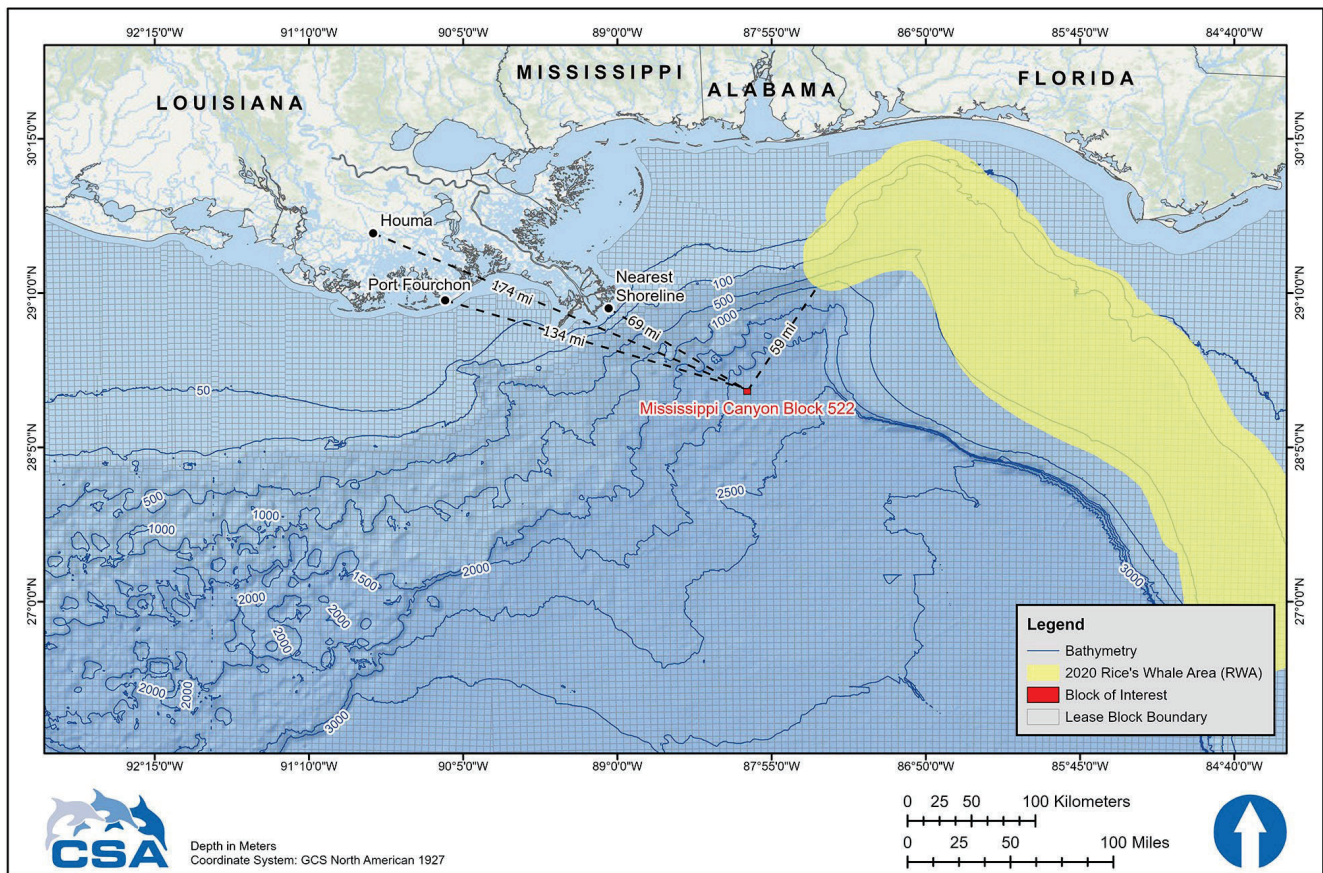 92°15'0"W 91°10'0"W 90°5'0"W 89°0'0"W 87°55'0"W 86°50'0"W 85°45'0"W 84°40'0"W
MISSISSIPPI
FLORIDA
ALABAMA
LOUISIANA
30°15'0"N 30°15'0"N
Houma
Nearest
Shoreline
Port Fourchon
29°10'0"N 29°10'0"N
174 mi
100
500
69 mi
1000
134 mi
59 mi
50
Mississippi Canyon Block 522
28°5'0"N 28°5'0"N
500
2500
1000
1000
2000
1500
3000
2000
2000
2000
27°0'0"N 27°0'0"N
2000
2000
3000
Legend
Bathymetry
2020 Rice's Whale Area (RWA)
Block of Interest
Lease Block Boundary
92°15'0"W 91°10'0"W 90°5'0"W 89°0'0"W 87°55'0"W 86°50'0"W 85°45'0"W 84°40'0"W
CSA
Depth in Meters
Coordinate System: GCS North American 1927
0 25 50 100 Kilometers
0 25 50 100 Miles